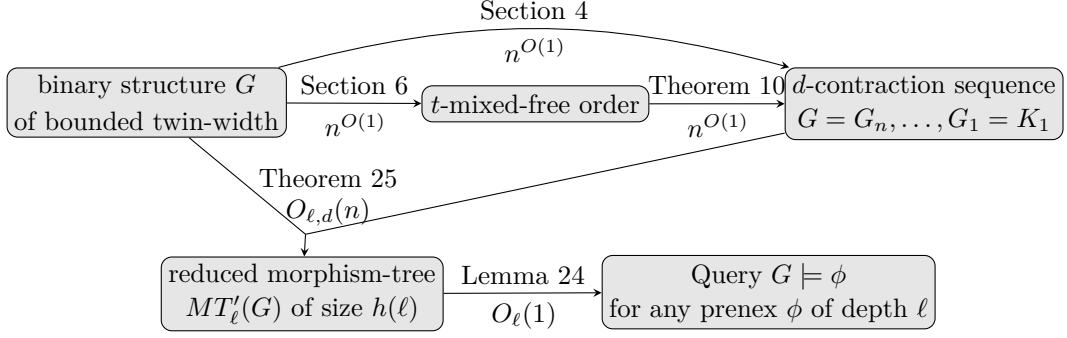 Section 4
n^{O(1)}
binary structure G
of bounded twin-width
Section 6
n^{O(1)}
t-mixed-free order
Theorem 10
n^{O(1)}
d-contraction sequence
G = G_n, . . . , G_1 = K_1
Theorem 25
O_{ℓ,d}(n)
reduced morphism-tree
MT'_ℓ(G) of size h(ℓ)
Lemma 24
O_ℓ(1)
Query G ⊨ ϕ
for any prenex ϕ of depth ℓ